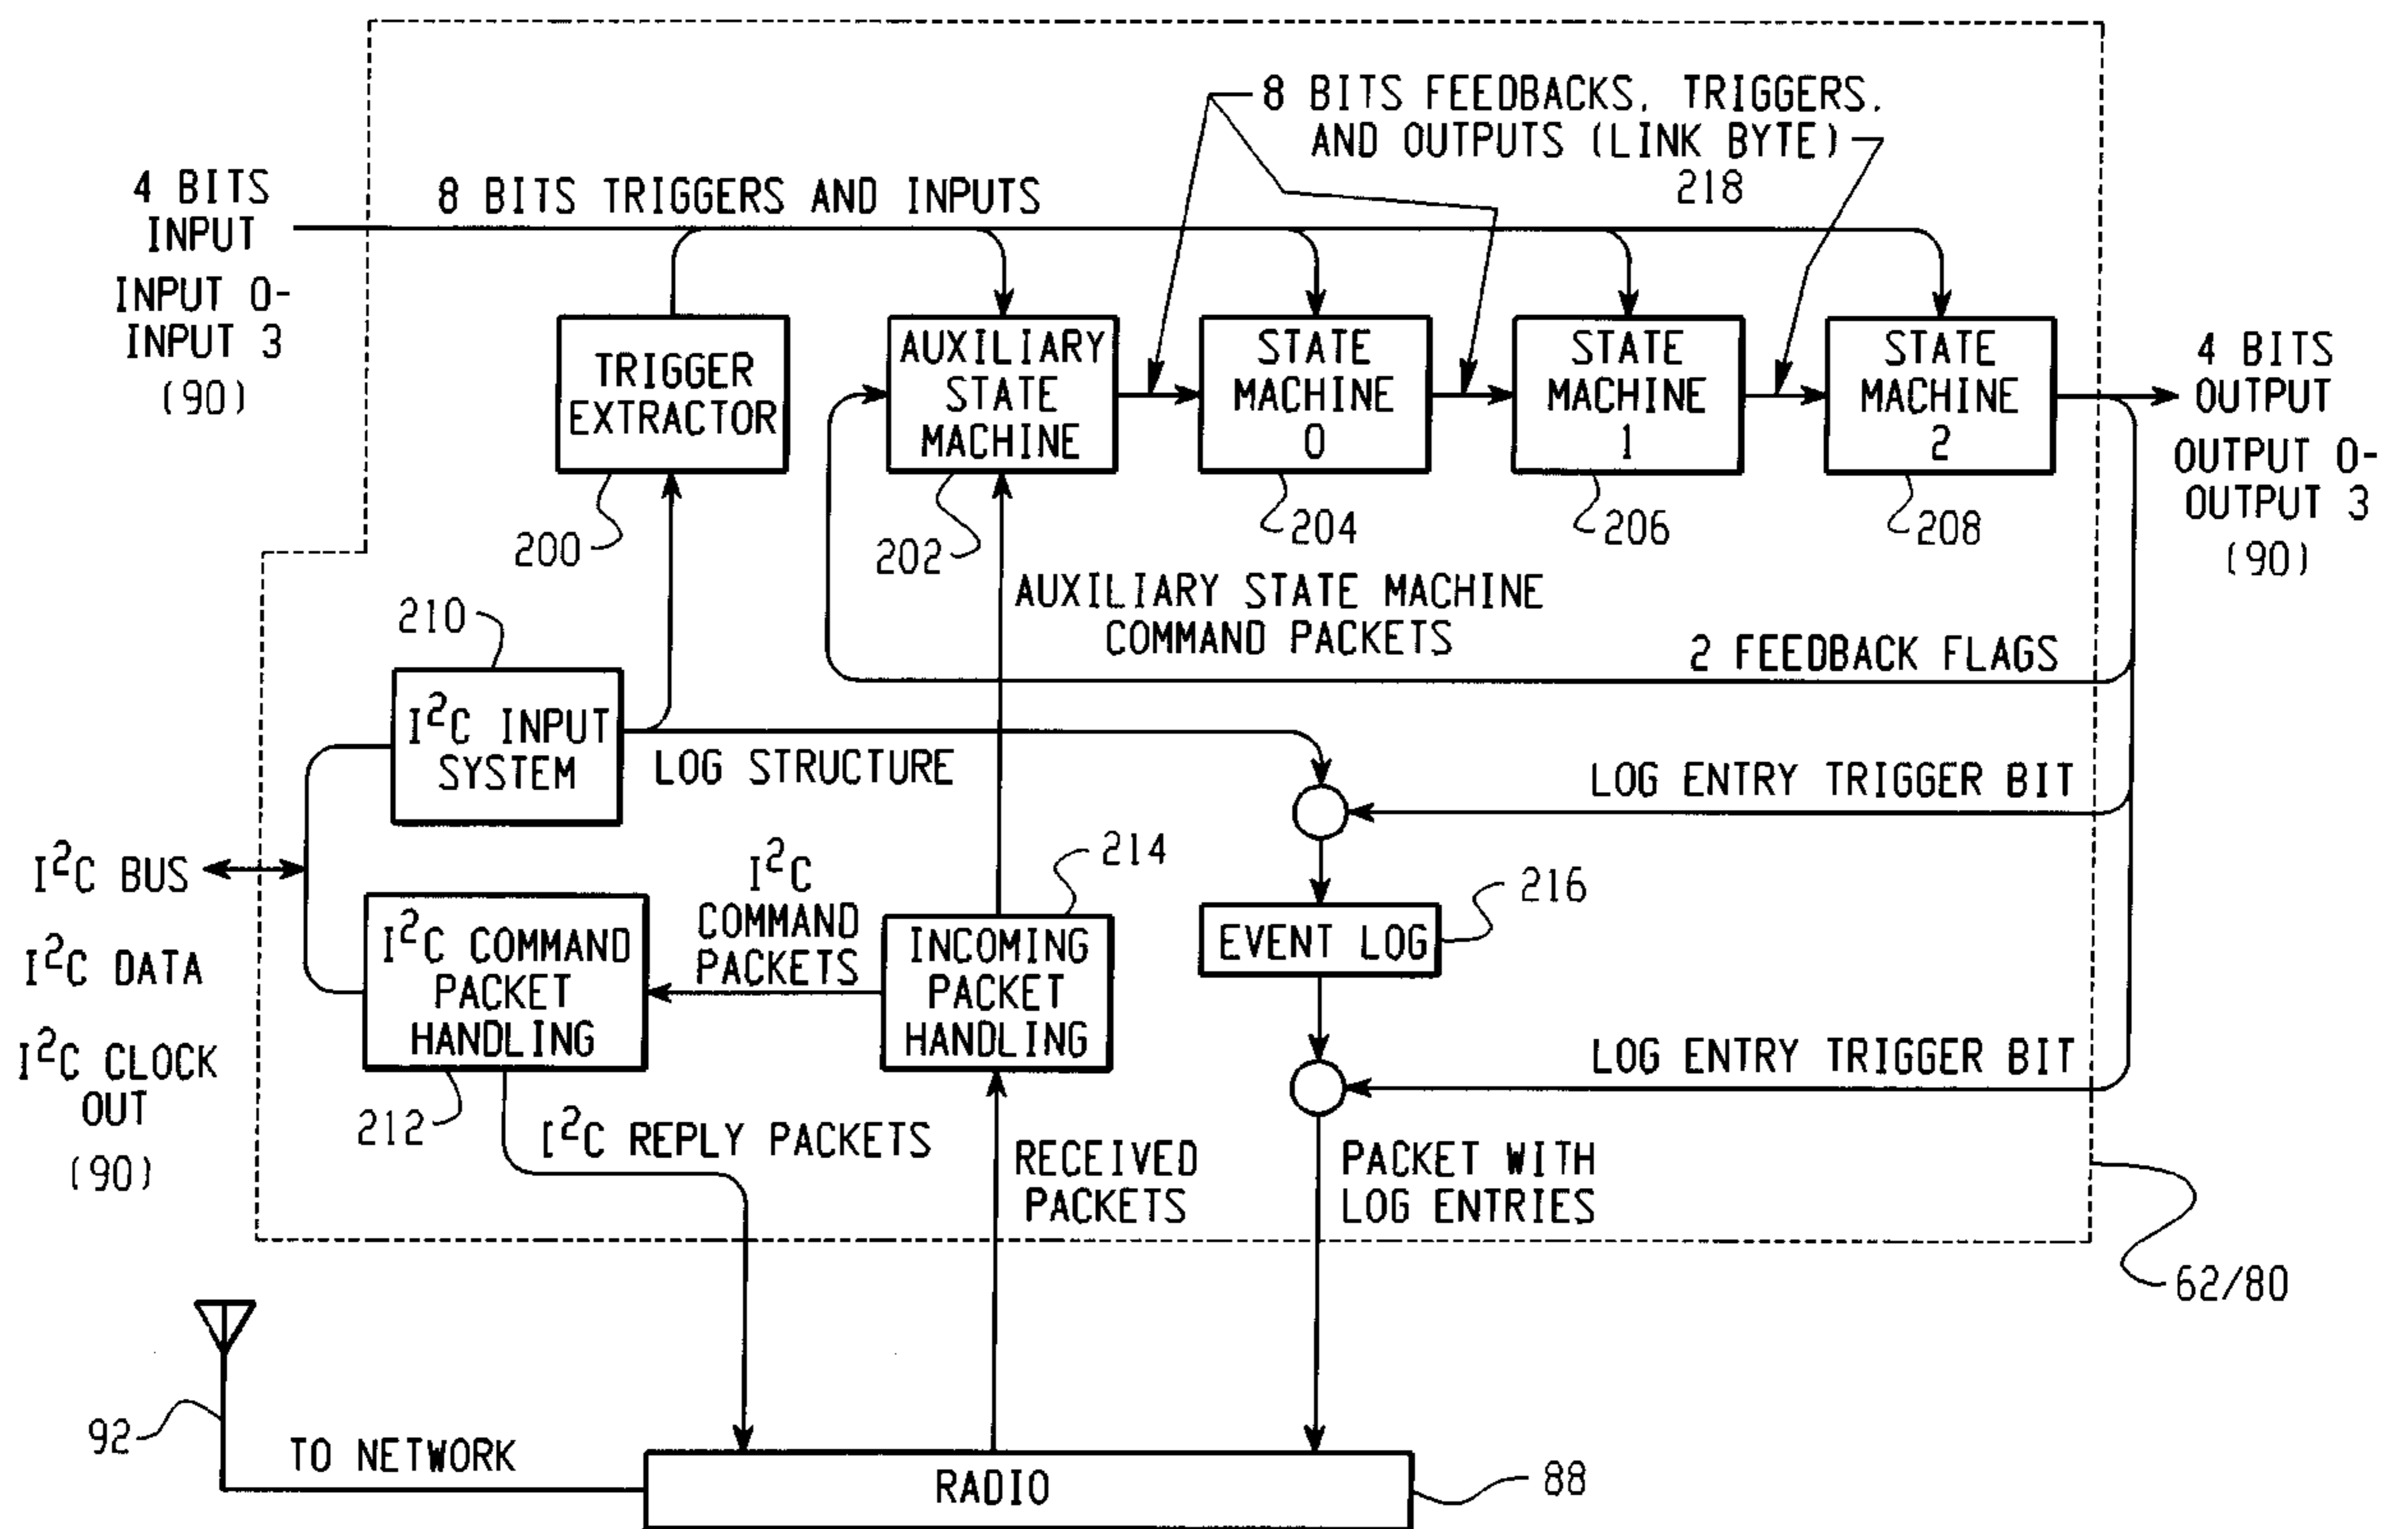 8 BITS FEEDBACKS, TRIGGERS,
AND OUTPUTS (LINK BYTE)
218
4 BITS
INPUT
INPUT 0-
INPUT 3
(90)
8 BITS TRIGGERS AND INPUTS
TRIGGER
EXTRACTOR
200
AUXILIARY
STATE
MACHINE
202
STATE
MACHINE
0
204
STATE
MACHINE
1
206
STATE
MACHINE
2
208
4 BITS
OUTPUT
OUTPUT 0-
OUTPUT 3
(90)
AUXILIARY STATE MACHINE
COMMAND PACKETS
2 FEEDBACK FLAGS
210
I²C INPUT
SYSTEM
LOG STRUCTURE
LOG ENTRY TRIGGER BIT
I²C BUS
I²C DATA
I²C CLOCK
OUT
(90)
I²C COMMAND
PACKET
HANDLING
212
I²C
COMMAND
PACKETS
214
INCOMING
PACKET
HANDLING
216
EVENT LOG
LOG ENTRY TRIGGER BIT
I²C REPLY PACKETS
RECEIVED
PACKETS
PACKET WITH
LOG ENTRIES
62/80
92
TO NETWORK
RADIO
88